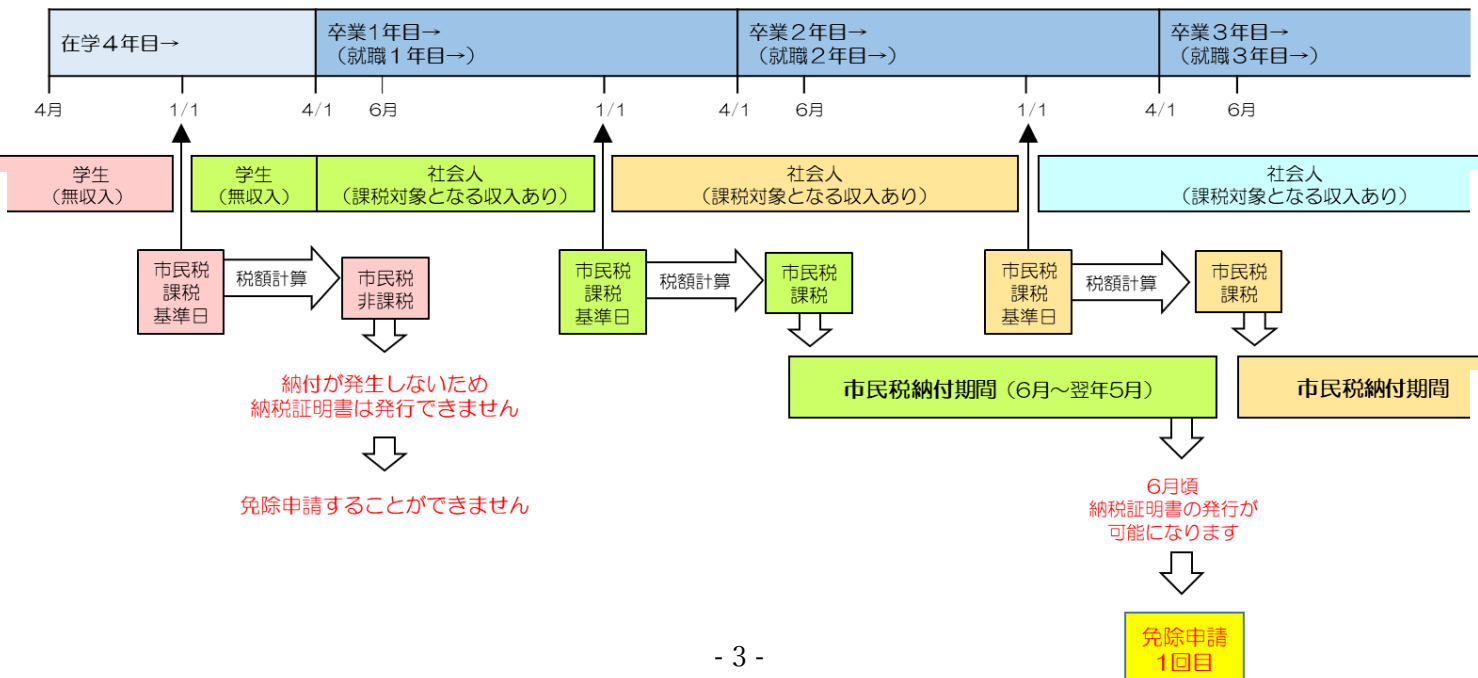 在学４年目→
卒業１年目→
（就職１年目→）
卒業２年目→
（就職２年目→）
卒業３年目→
（就職３年目→）
4月
1/1
4/1
6月
1/1
4/1
6月
1/1
4/1
6月
学生
（無収入）
学生
（無収入）
社会人
（課税対象となる収入あり）
社会人
（課税対象となる収入あり）
社会人
（課税対象となる収入あり）
市民税
課税
基準日
税額計算
市民税
非課税
市民税
課税
基準日
税額計算
市民税
課税
市民税
課税
基準日
税額計算
市民税
課税
納付が発生しないため
納税証明書は発行できません
免除申請することができません
市民税納付期間（6月～翌年5月）
市民税納付期間
6月頃
納税証明書の発行が
可能になります
免除申請
１回目
- 3 -